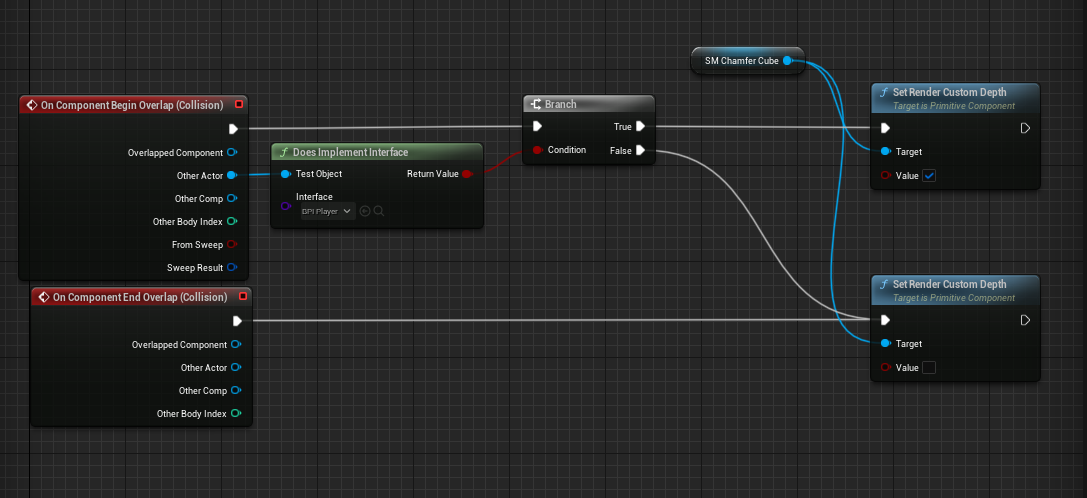 SM Chamfer Cube
On Component Begin Overlap (Collision)
Overlapped Component
Other Actor
Other Comp
Other Body Index
From Sweep
Sweep Result
Does Implement Interface
Test Object
Return Value
Interface
BPI Player
Branch
True
Condition
False
Set Render Custom Depth
Target is Primitive Component
Target
Value
On Component End Overlap (Collision)
Overlapped Component
Other Actor
Other Comp
Other Body Index
Set Render Custom Depth
Target is Primitive Component
Target
Value